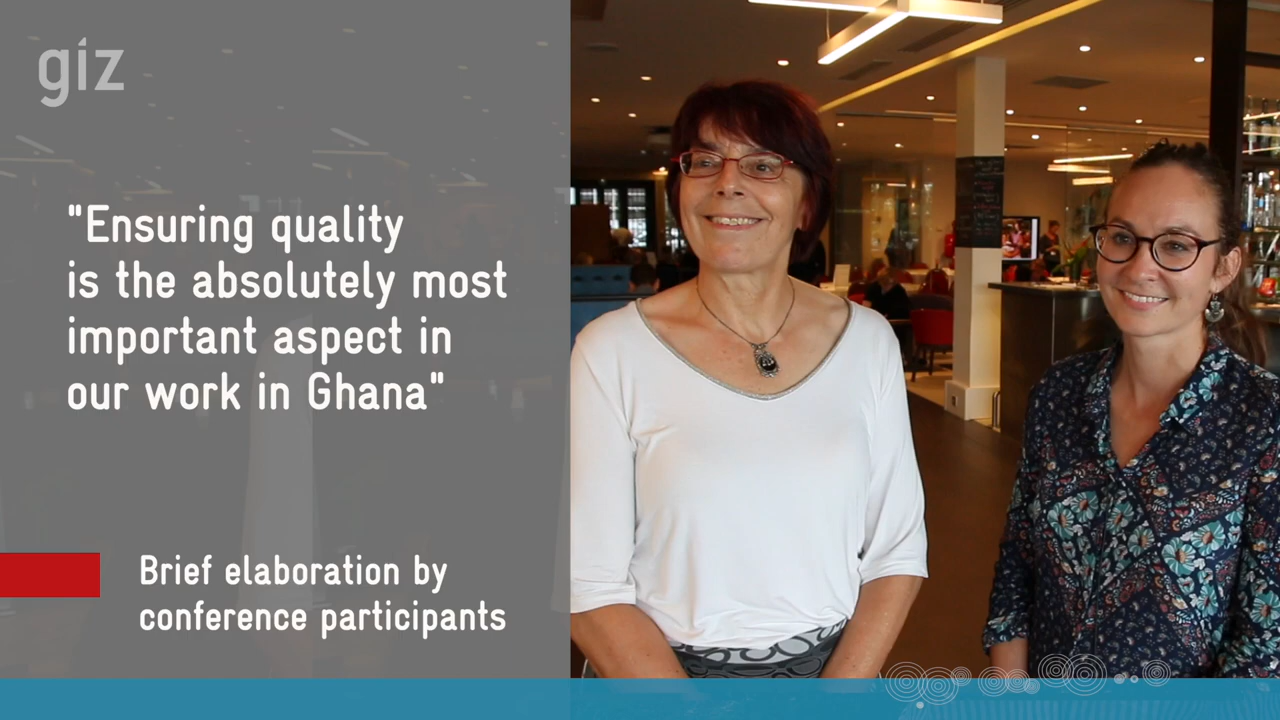 giz
"Ensuring quality
is the absolutely most
important aspect in
our work in Ghana"
Brief elaboration by
conference participants